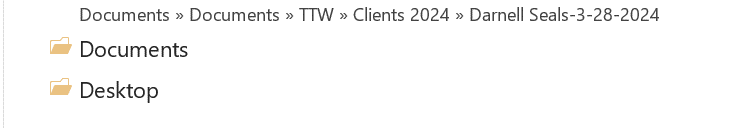 Documents » Documents » TTW » Clients 2024 » Darnell Seals-3-28-2024
Documents
Desktop